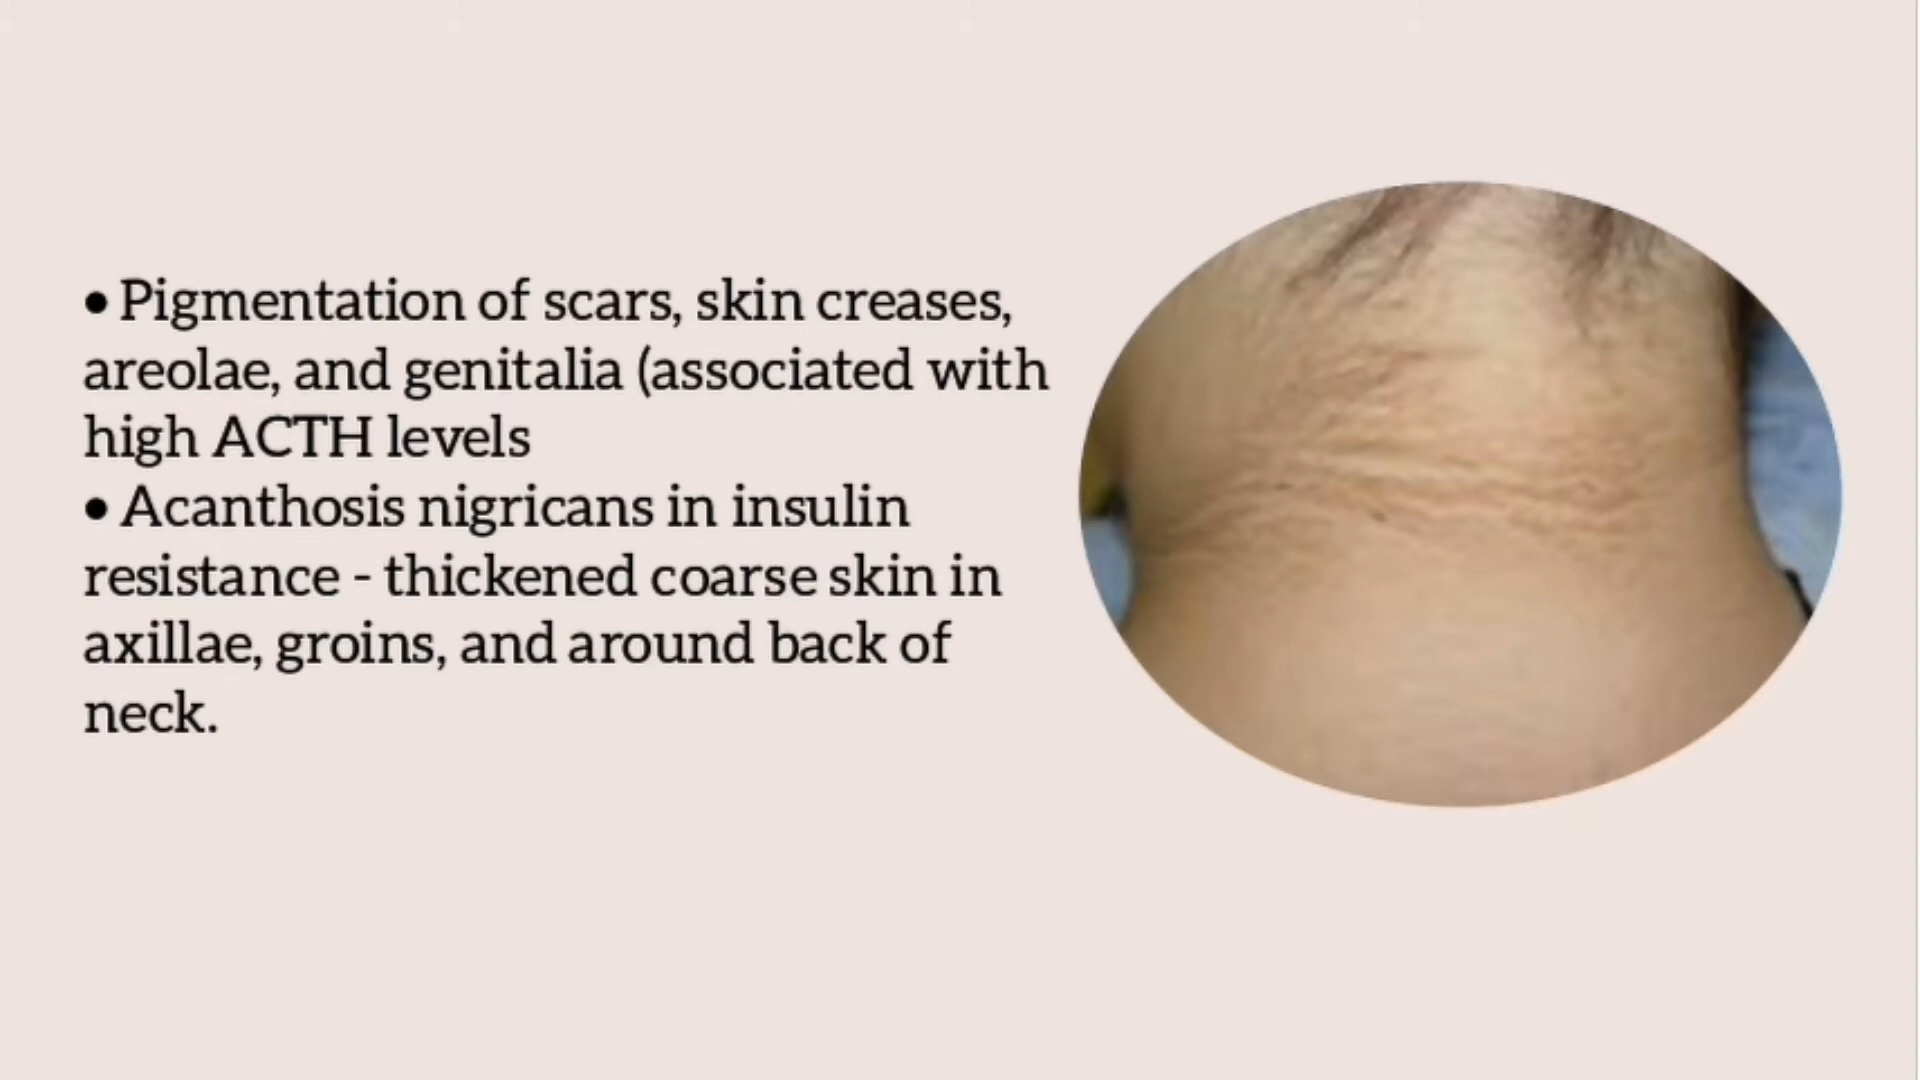 • Pigmentation of scars, skin creases,
areolae, and genitalia (associated with
high ACTH levels
• Acanthosis nigricans in insulin
resistance - thickened coarse skin in
axillae, groins, and around back of
neck.